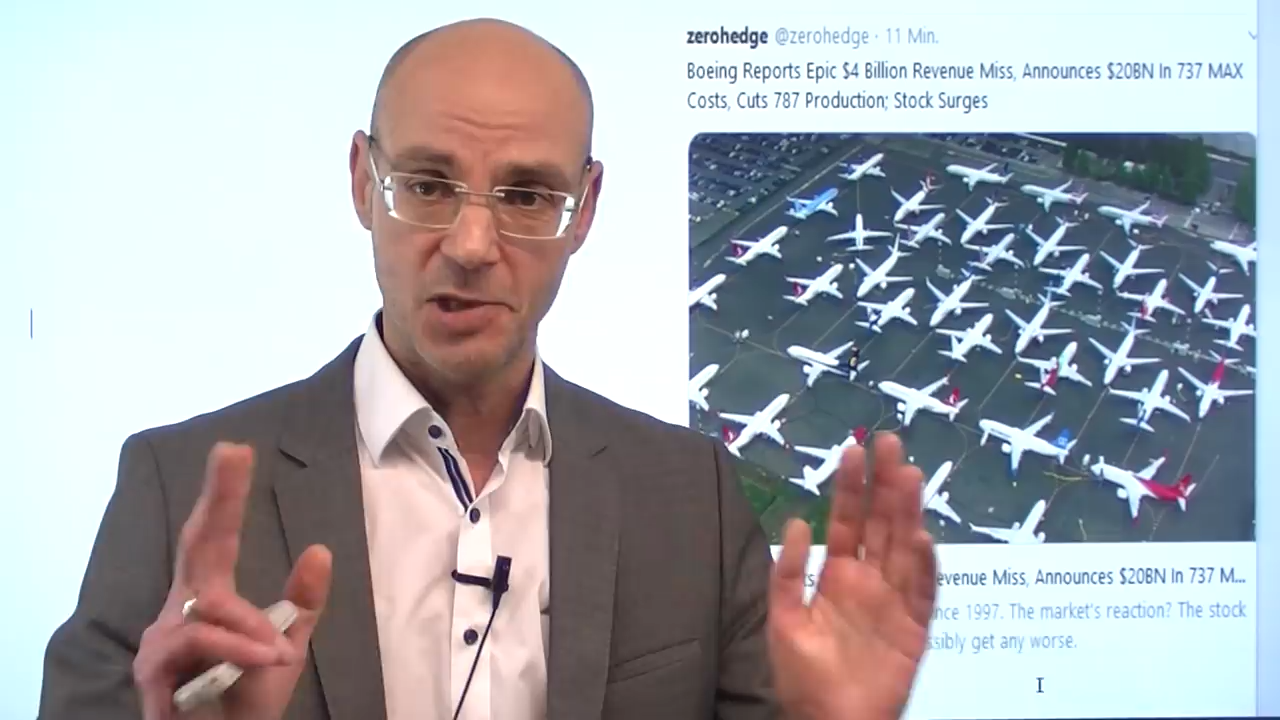 zerohedge @zerohedge · 11 Min.
Boeing Reports Epic $4 Billion Revenue Miss, Announces $20BN In 737 MAX
Costs, Cuts 787 Production; Stock Surges
evenue Miss, Announces $20BN In 737 M...
nce 1997. The market's reaction? The stock
ssibly get any worse.